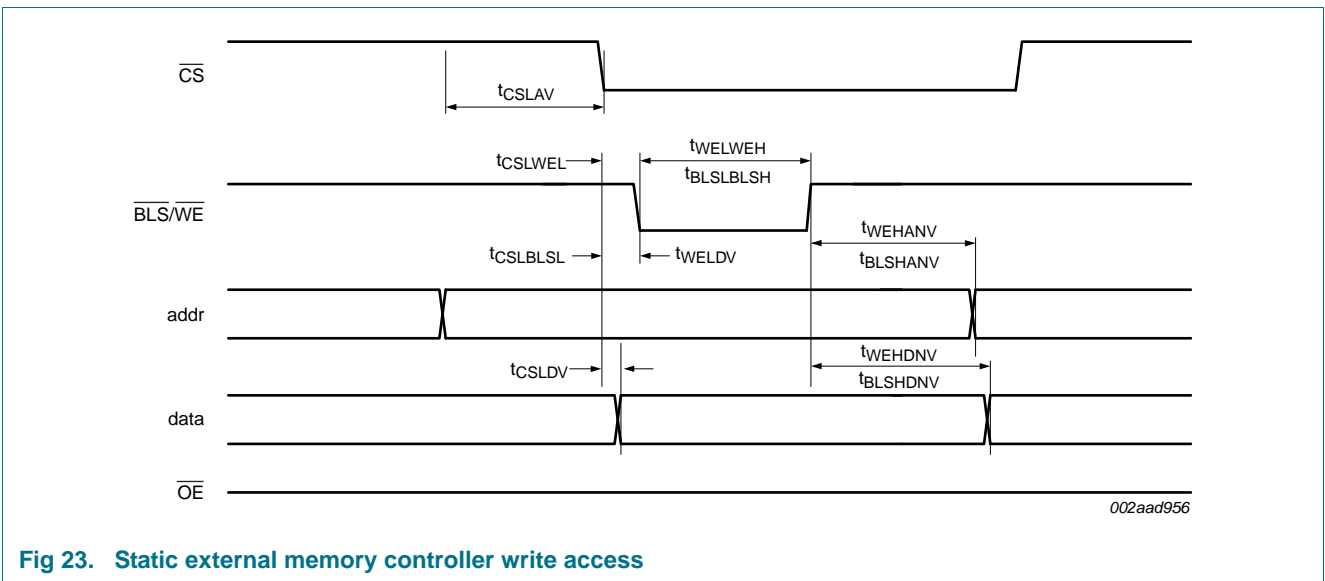 CS
tCSLAV
tCSLWEL
tWELWEH
tBLSLBLSH
BLS/WE
tCSLBLSL
tWELDV
tWEHANV
tBLSHANV
addr
tCSLDV
tWEHDNV
tBLSHDNV
data
OE
002aad956
Fig 23. Static external memory controller write access